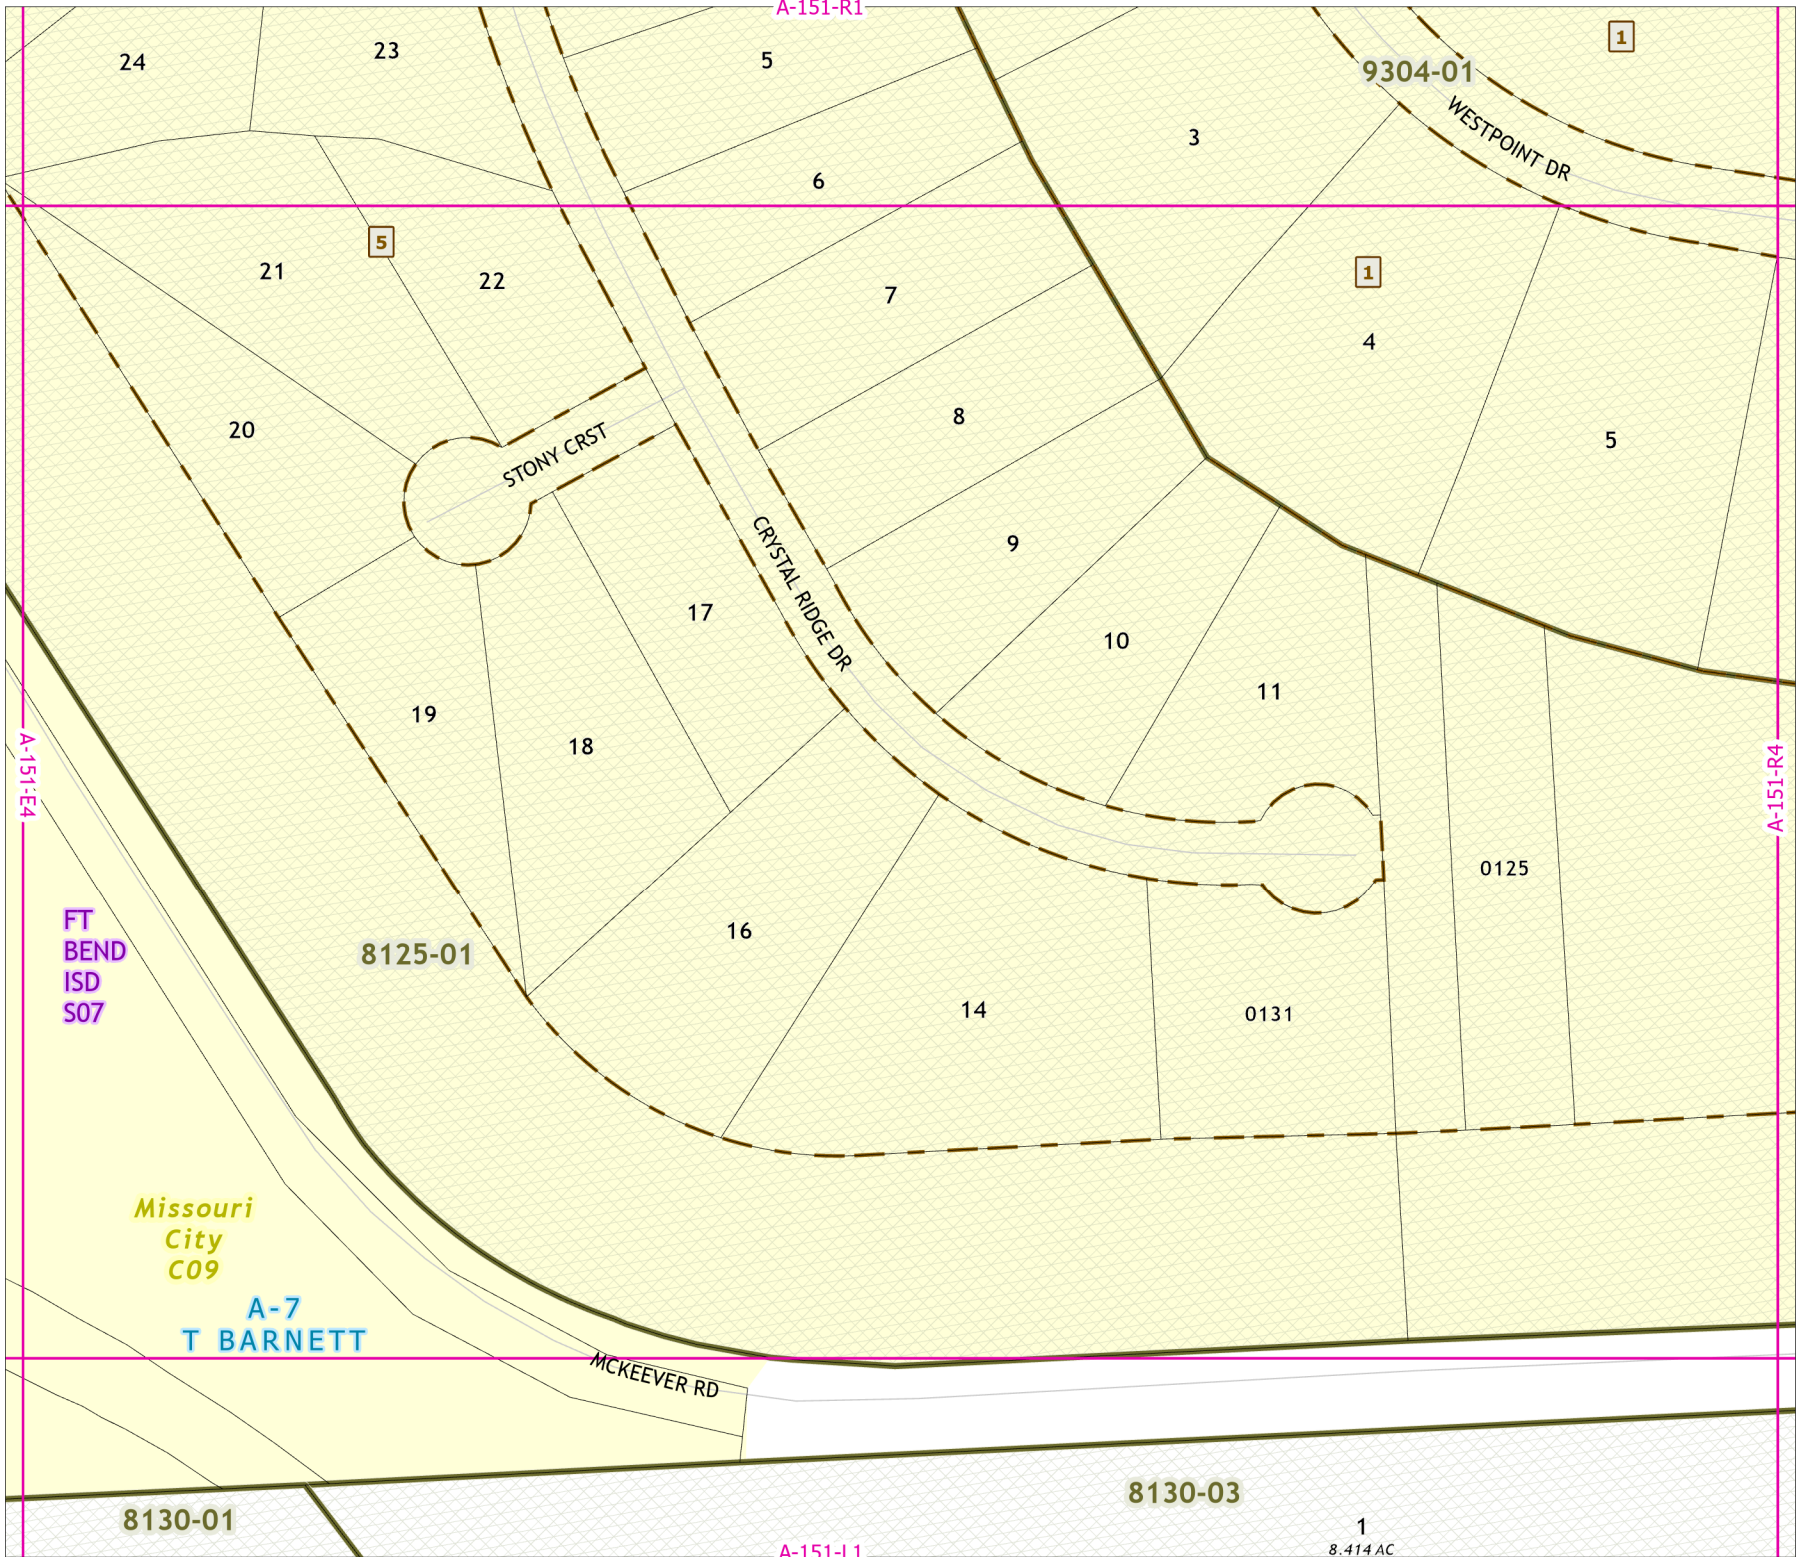 A-151-R1
24
23
5
1
9304-01
WESTPOINT DR
3
6
5
21
22
7
1
4
20
8
5
STONY CRST
CRYSTAL RIDGE DR
9
17
10
11
19
18
A-151-E4
A-151-R4
0125
FT
BEND
ISD
S07
8125-01
16
14
0131
Missouri
City
C09
A-7
T BARNETT
MCKEEVER RD
8130-01
8130-03
1
8.414 AC
A-151-L1